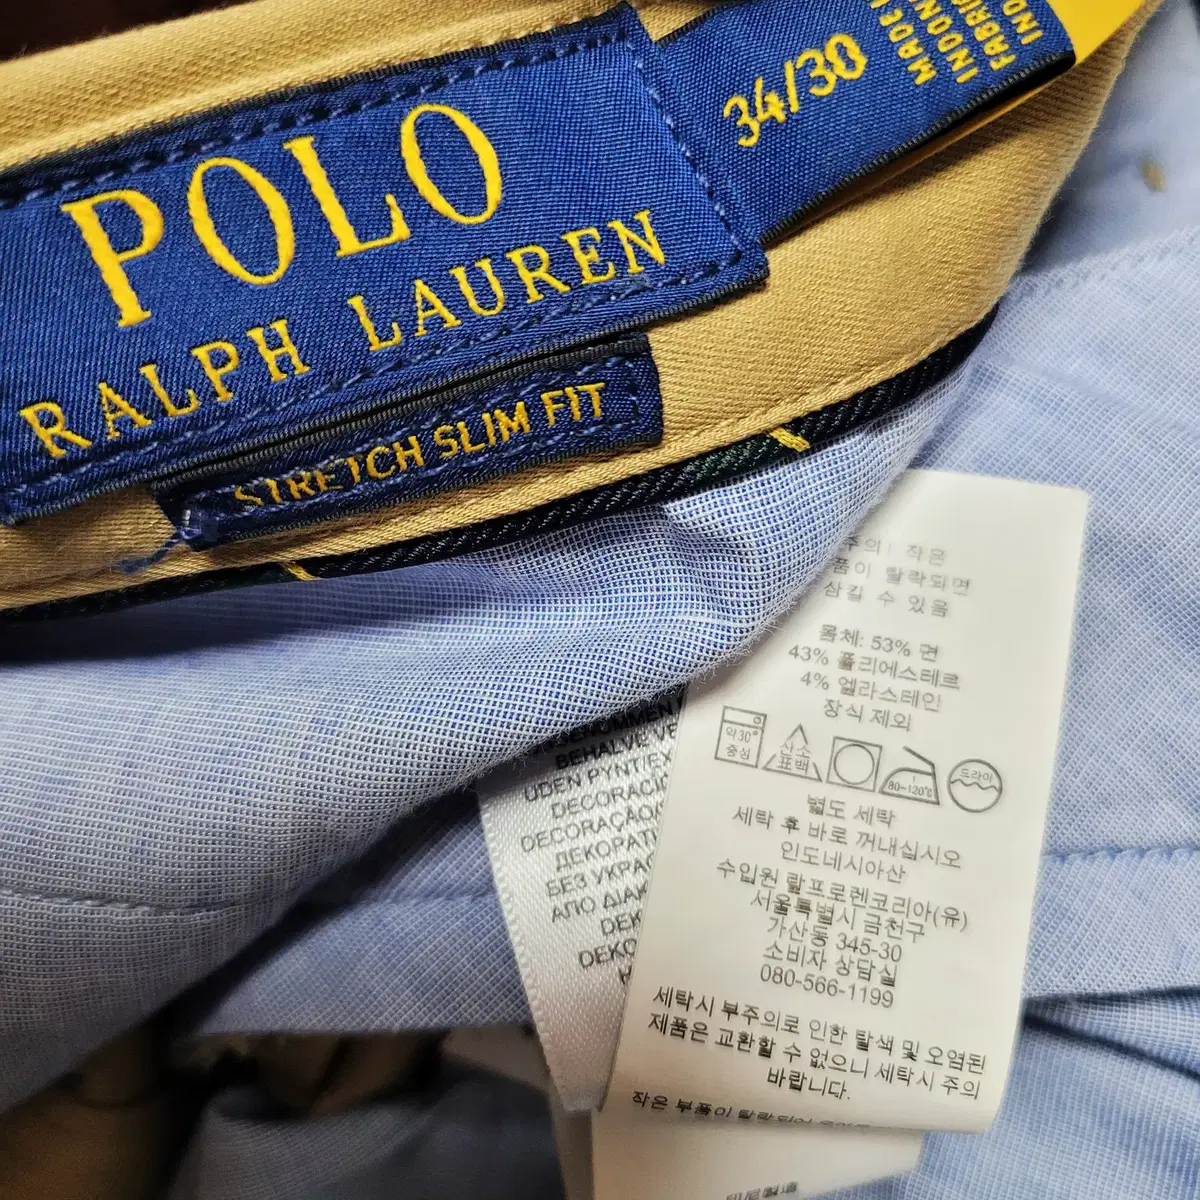 POLO
RALPH LAUREN
STRETCH SLIM FIT
34/30
MADE
INDON
FABRI
IND
작은
품이 탈락되면
삼킬 수 있음
몸체: 53% 면
43% 폴리에스테르
4% 엘라스테인
장식 제외
약30°
중성
산소
표백
80~120℃
드라이
별도 세탁
세탁 후 바로 꺼내십시오
인도네시아산
수입원 랄프로렌코리아(유)
서울특별시 금천구
가산동 345-30
소비자 상담실
080-566-1199
세탁시 부주의로 인한 탈색 및 오염된
제품은 교환할 수 없으니 세탁시 주의
바랍니다.
작은 부품이 탈락되어
BEHALVE VE
UDEN PYNT/EX
DECORACI
DECORAÇÃO
ДЕКОРАТИ
БЕЗ УКРАС
ΑΠΟ ΔΙΑΚ
DEK
DEKO